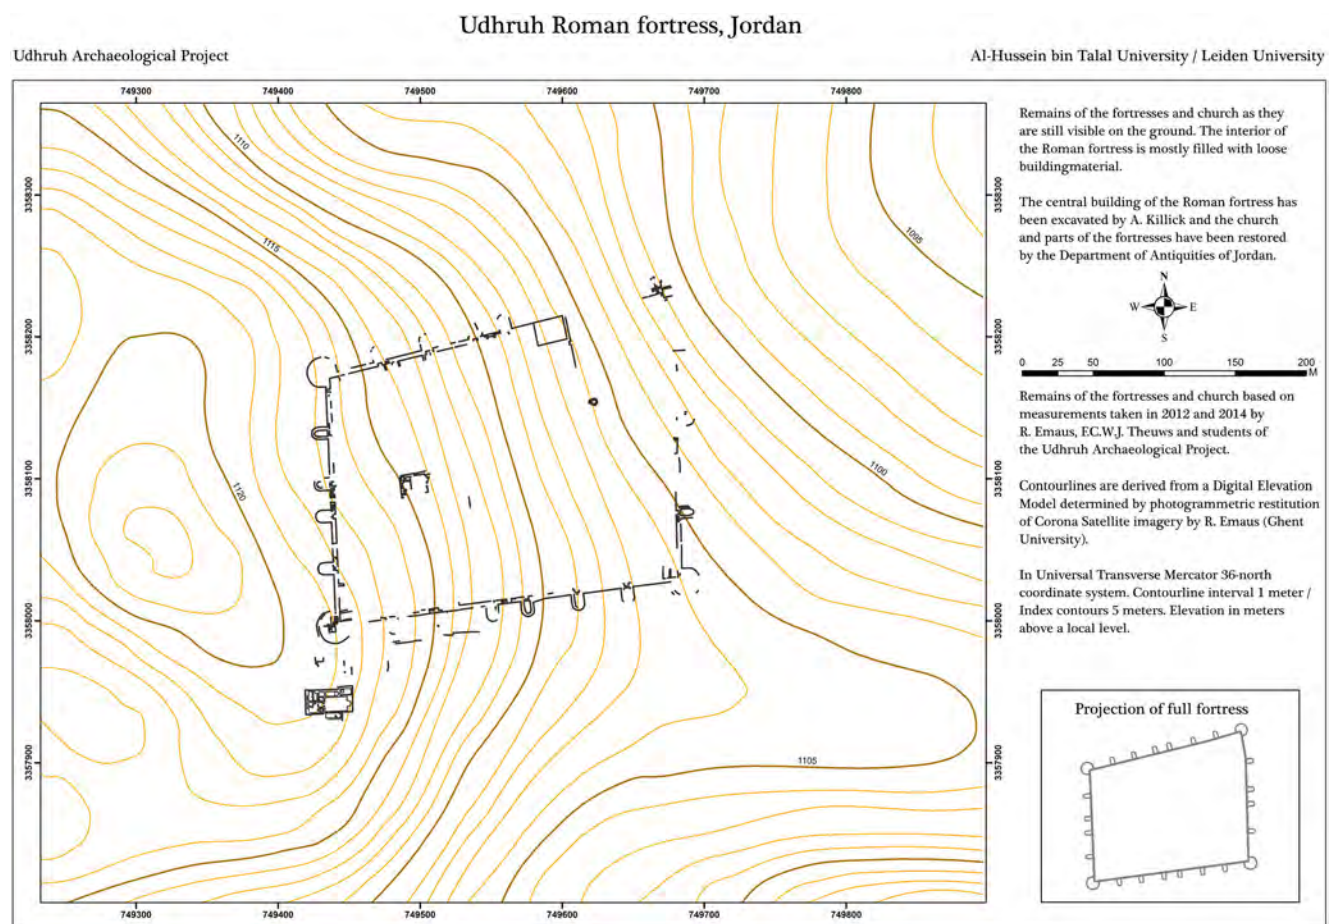 Udhruh Roman fortress, Jordan
Udhruh Archaeological Project
Al-Hussein bin Talal University / Leiden University
749300
749400
749500
749600
749700
749800
3358300
3358200
3358100
3358000
3357900
3358300
3358200
3358100
3358000
3357900
1110
1115
1120
1095
1100
1105
749300
749400
749500
749600
749700
749800
Remains of the fortresses and church as they
are still visible on the ground. The interior of
the Roman fortress is mostly filled with loose
buildingmaterial.
The central building of the Roman fortress has
been excavated by A. Killick and the church
and parts of the fortresses have been restored
by the Department of Antiquities of Jordan.
N
W E
S
0 25 50 100 150 200
M
Remains of the fortresses and church based on
measurements taken in 2012 and 2014 by
R. Emaus, F.C.W.J. Theuws and students of
the Udhruh Archaeological Project.
Contourlines are derived from a Digital Elevation
Model determined by photogrammetric restitution
of Corona Satellite imagery by R. Emaus (Ghent
University).
In Universal Transverse Mercator 36-north
coordinate system. Contourline interval 1 meter /
Index contours 5 meters. Elevation in meters
above a local level.
Projection of full fortress